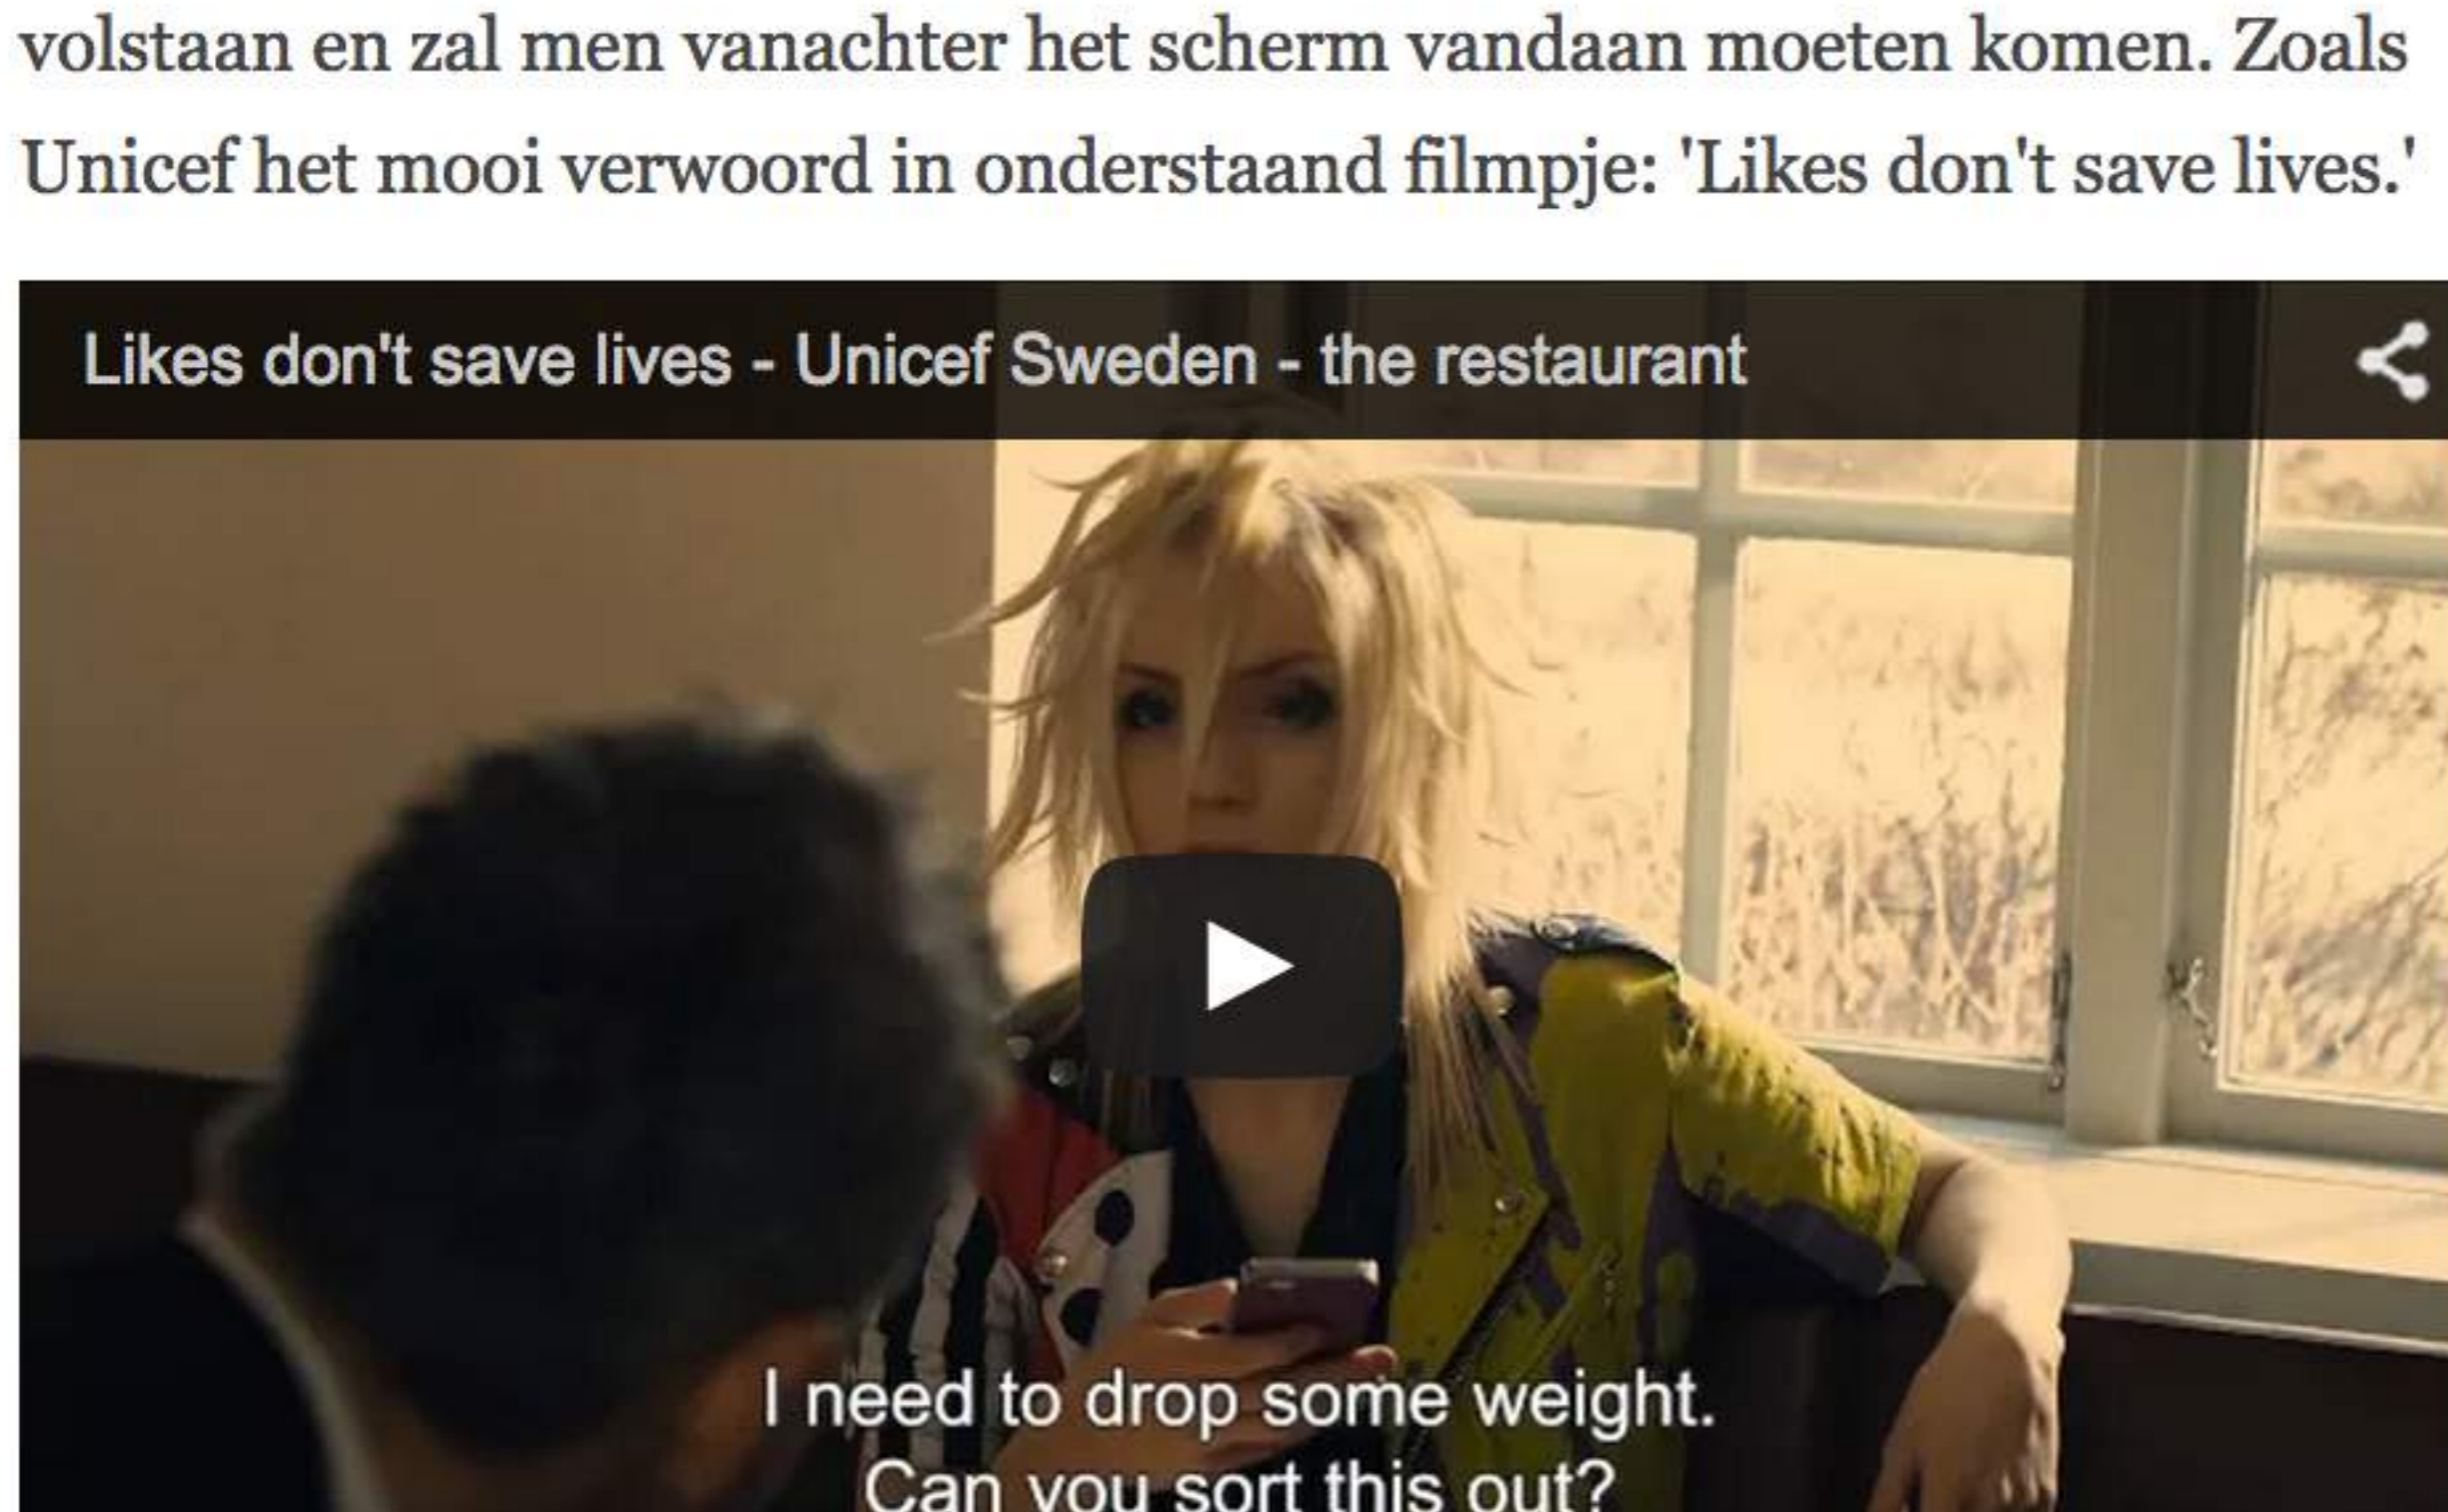 volstaan en zal men vanachter het scherm vandaan moeten komen. Zoals
Unicef het mooi verwoord in onderstaand filmpje: 'Likes don't save lives.'
Likes don't save lives - Unicef Sweden - the restaurant
I need to drop some weight.
Can you sort this out?